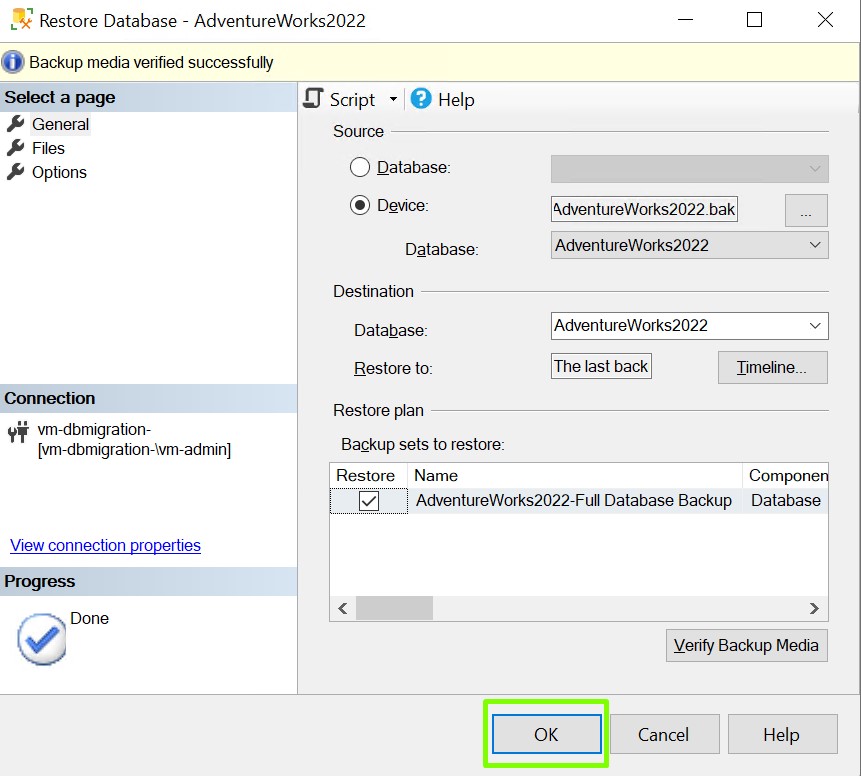 Restore Database - AdventureWorks2022
Backup media verified successfully
Select a page
General
Files
Options
Connection
vm-dbmigration-
[vm-dbmigration-\vm-admin]
View connection properties
Progress
Done
Script
Help
Source
Database:
Device:
AdventureWorks2022.bak
...
Database:
AdventureWorks2022
Destination
Database:
AdventureWorks2022
Restore to:
The last back
Timeline...
Restore plan
Backup sets to restore:
Restore Name Componen
AdventureWorks2022-Full Database Backup Database
Verify Backup Media
OK Cancel Help